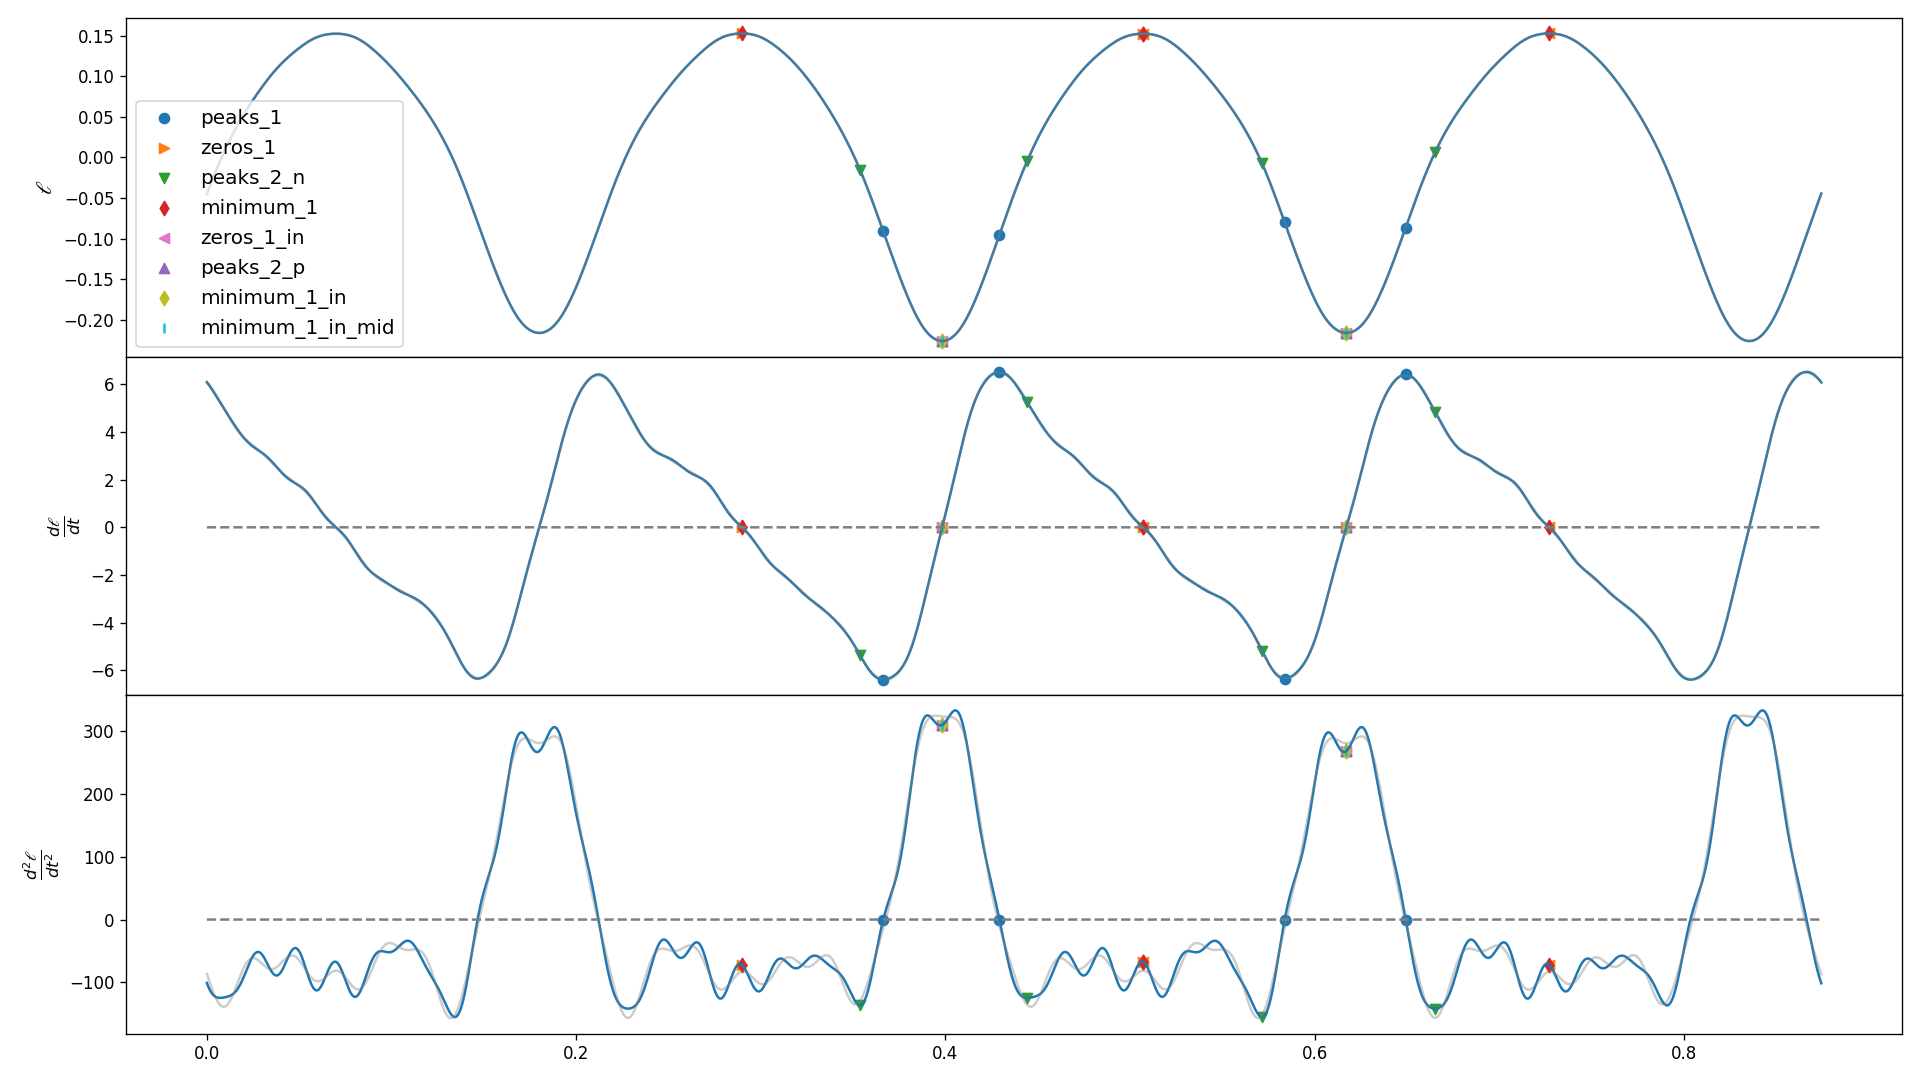 0.15
0.10
0.05
0.00
−0.05
−0.10
−0.15
−0.20
ℓ
peaks_1
zeros_1
peaks_2_n
minimum_1
zeros_1_in
peaks_2_p
minimum_1_in
minimum_1_in_mid
6
4
2
0
−2
−4
−6
dℓ
dt
300
200
100
0
−100
d²ℓ
dt²
0.0 0.2 0.4 0.6 0.8